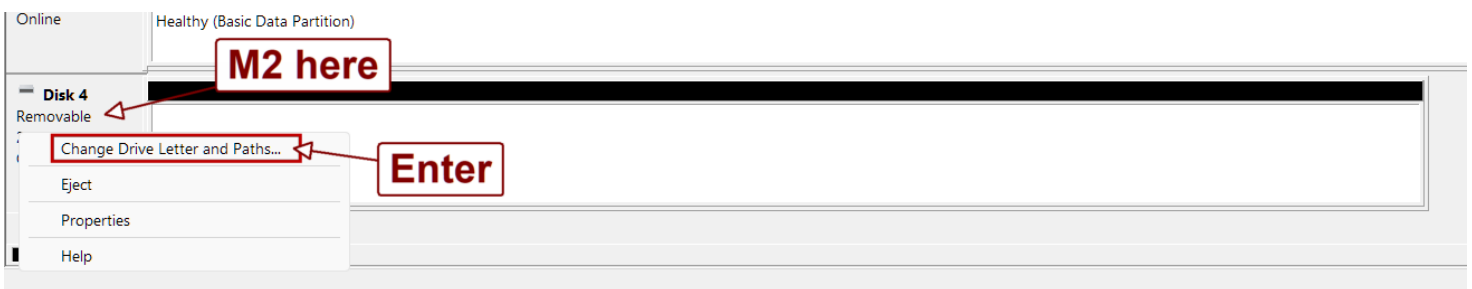 Online
Healthy (Basic Data Partition)
M2 here
Disk 4
Removable
Change Drive Letter and Paths...
Enter
Eject
Properties
Help